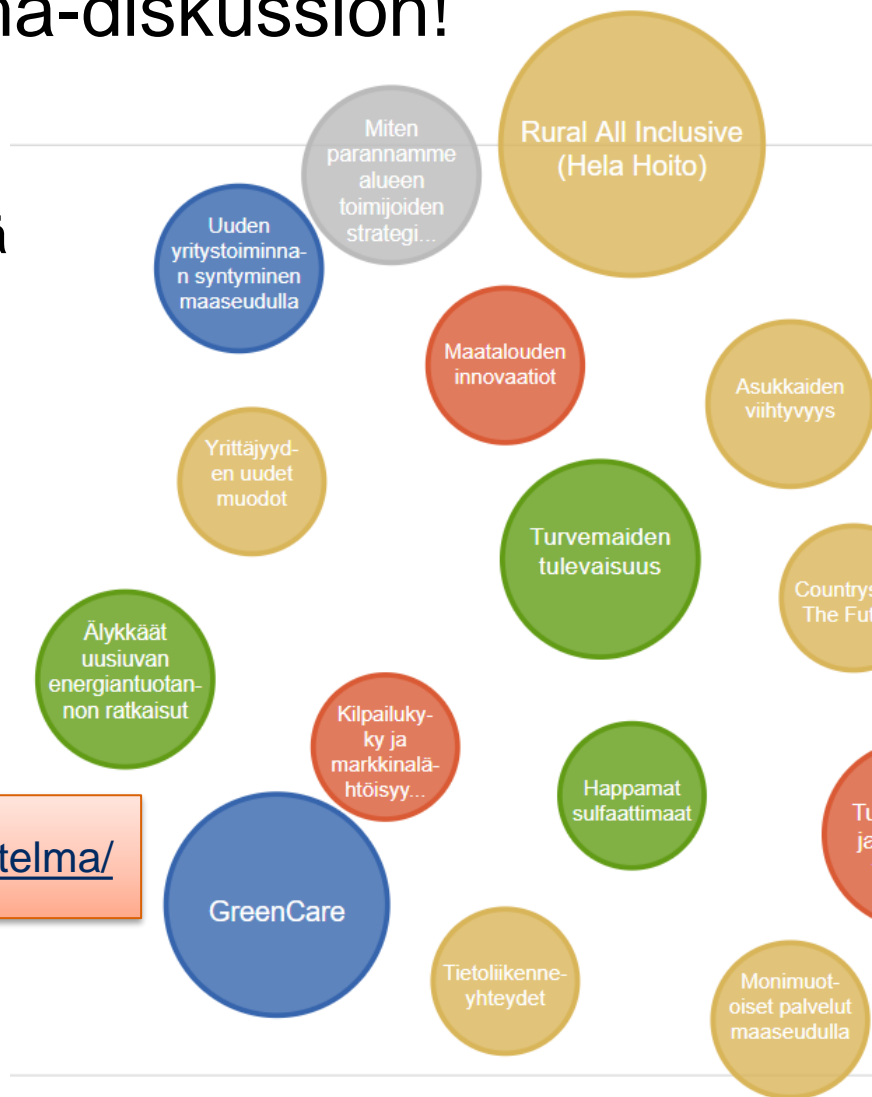 na-diskussion!
Rural All Inclusive
(Hela Hoito)
Miten
parannamme
alueen
toimijoiden
strategi...
ä
Uuden
yritystoiminna-
n syntyminen
maaseudulla
Maatalouden
innovaatiot
Asukkaiden
viihtyvyys
Yrittäjyyd-
en uudet
muodot
Turvemaiden
tulevaisuus
Countrys
The Fut
Älykkäät
uusiuvan
energiantuotan-
non ratkaisut
Kilpailuky-
ky ja
markkinalä-
htöisyy...
Happamat
sulfaattimaat
Tu
ja
telma/
GreenCare
Tietoliikenne-
yhteydet
Monimuot-
oiset palvelut
maaseudulla